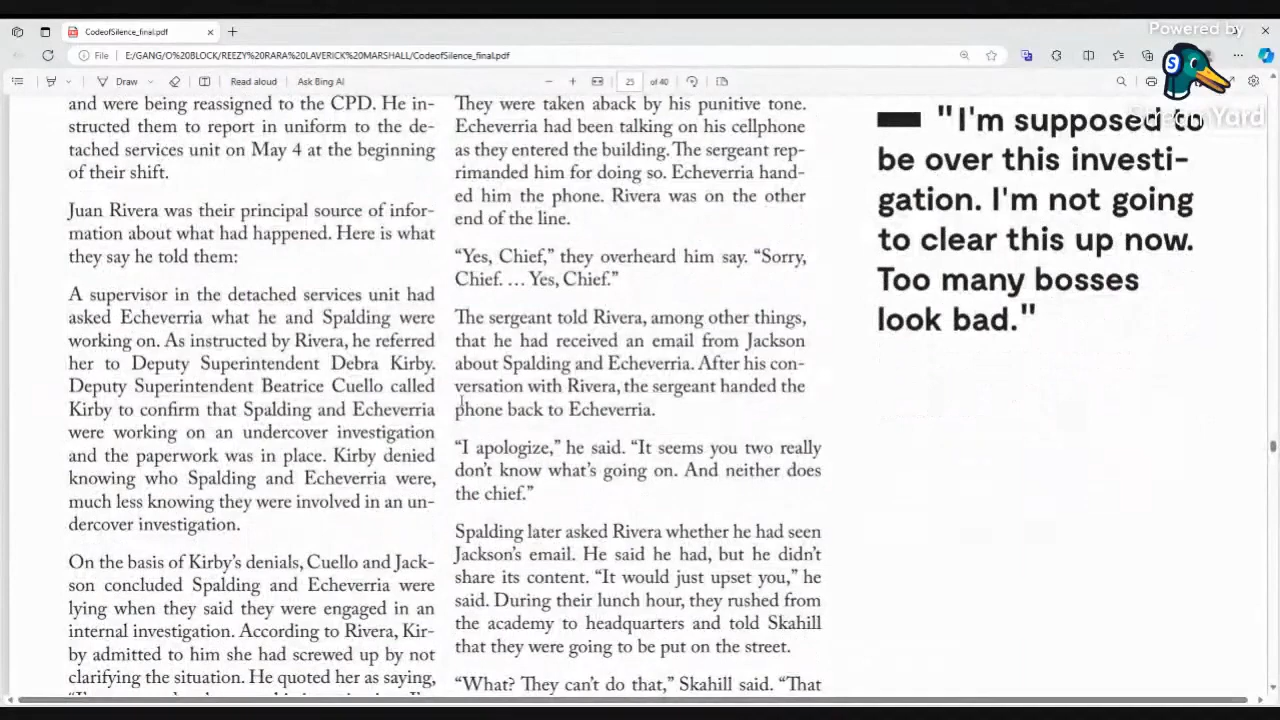 Powered by
StreamYard
CodeofSilence_final.pdf
File
E:/GANG/O%20BLOCK/REEZY%20RARA%20LAVERICK%20MARSHALL/CodeofSilence_final.pdf
Draw
Read aloud
Ask Bing AI
25
of 40
and were being reassigned to the CPD. He in-
structed them to report in uniform to the de-
tached services unit on May 4 at the beginning
of their shift.
Juan Rivera was their principal source of infor-
mation about what had happened. Here is what
they say he told them:
A supervisor in the detached services unit had
asked Echeverria what he and Spalding were
working on. As instructed by Rivera, he referred
her to Deputy Superintendent Debra Kirby.
Deputy Superintendent Beatrice Cuello called
Kirby to confirm that Spalding and Echeverria
were working on an undercover investigation
and the paperwork was in place. Kirby denied
knowing who Spalding and Echeverria were,
much less knowing they were involved in an un-
dercover investigation.
On the basis of Kirby's denials, Cuello and Jack-
son concluded Spalding and Echeverria were
lying when they said they were engaged in an
internal investigation. According to Rivera, Kir-
by admitted to him she had screwed up by not
clarifying the situation. He quoted her as saying,
They were taken aback by his punitive tone.
Echeverria had been talking on his cellphone
as they entered the building. The sergeant rep-
rimanded him for doing so. Echeverria hand-
ed him the phone. Rivera was on the other
end of the line.
“Yes, Chief,” they overheard him say. “Sorry,
Chief. … Yes, Chief.”
The sergeant told Rivera, among other things,
that he had received an email from Jackson
about Spalding and Echeverria. After his con-
versation with Rivera, the sergeant handed the
phone back to Echeverria.
“I apologize,” he said. “It seems you two really
don’t know what’s going on. And neither does
the chief.”
Spalding later asked Rivera whether he had seen
Jackson’s email. He said he had, but he didn’t
share its content. “It would just upset you,” he
said. During their lunch hour, they rushed from
the academy to headquarters and told Skahill
that they were going to be put on the street.
“What? They can’t do that,” Skahill said. “That
"I'm supposed to
be over this investi-
gation. I'm not going
to clear this up now.
Too many bosses
look bad."